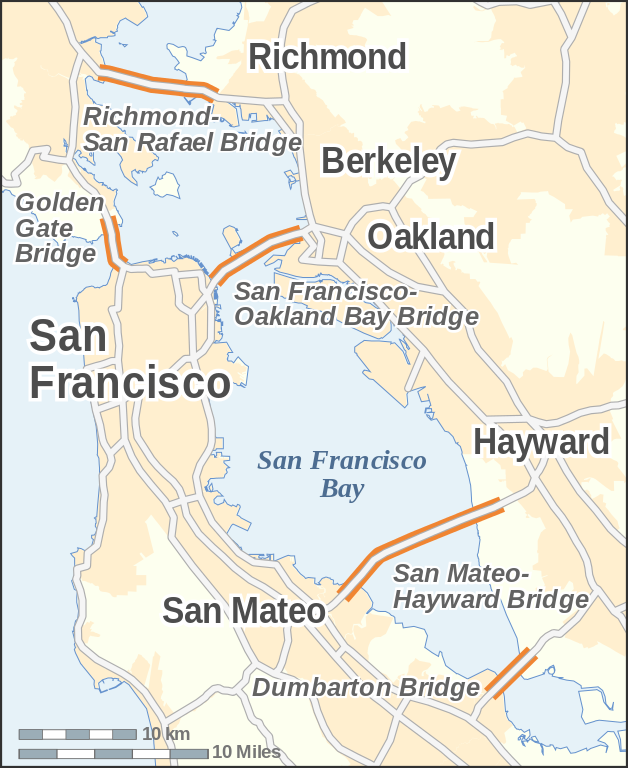 Richmond
Richmond-
San Rafael Bridge
Berkeley
Golden
Gate
Bridge
Oakland
San Francisco-
Oakland Bay Bridge
San
Francisco
Hayward
San Francisco
Bay
San Mateo-
Hayward Bridge
San Mateo
Dumbarton Bridge
10 km
10 Miles